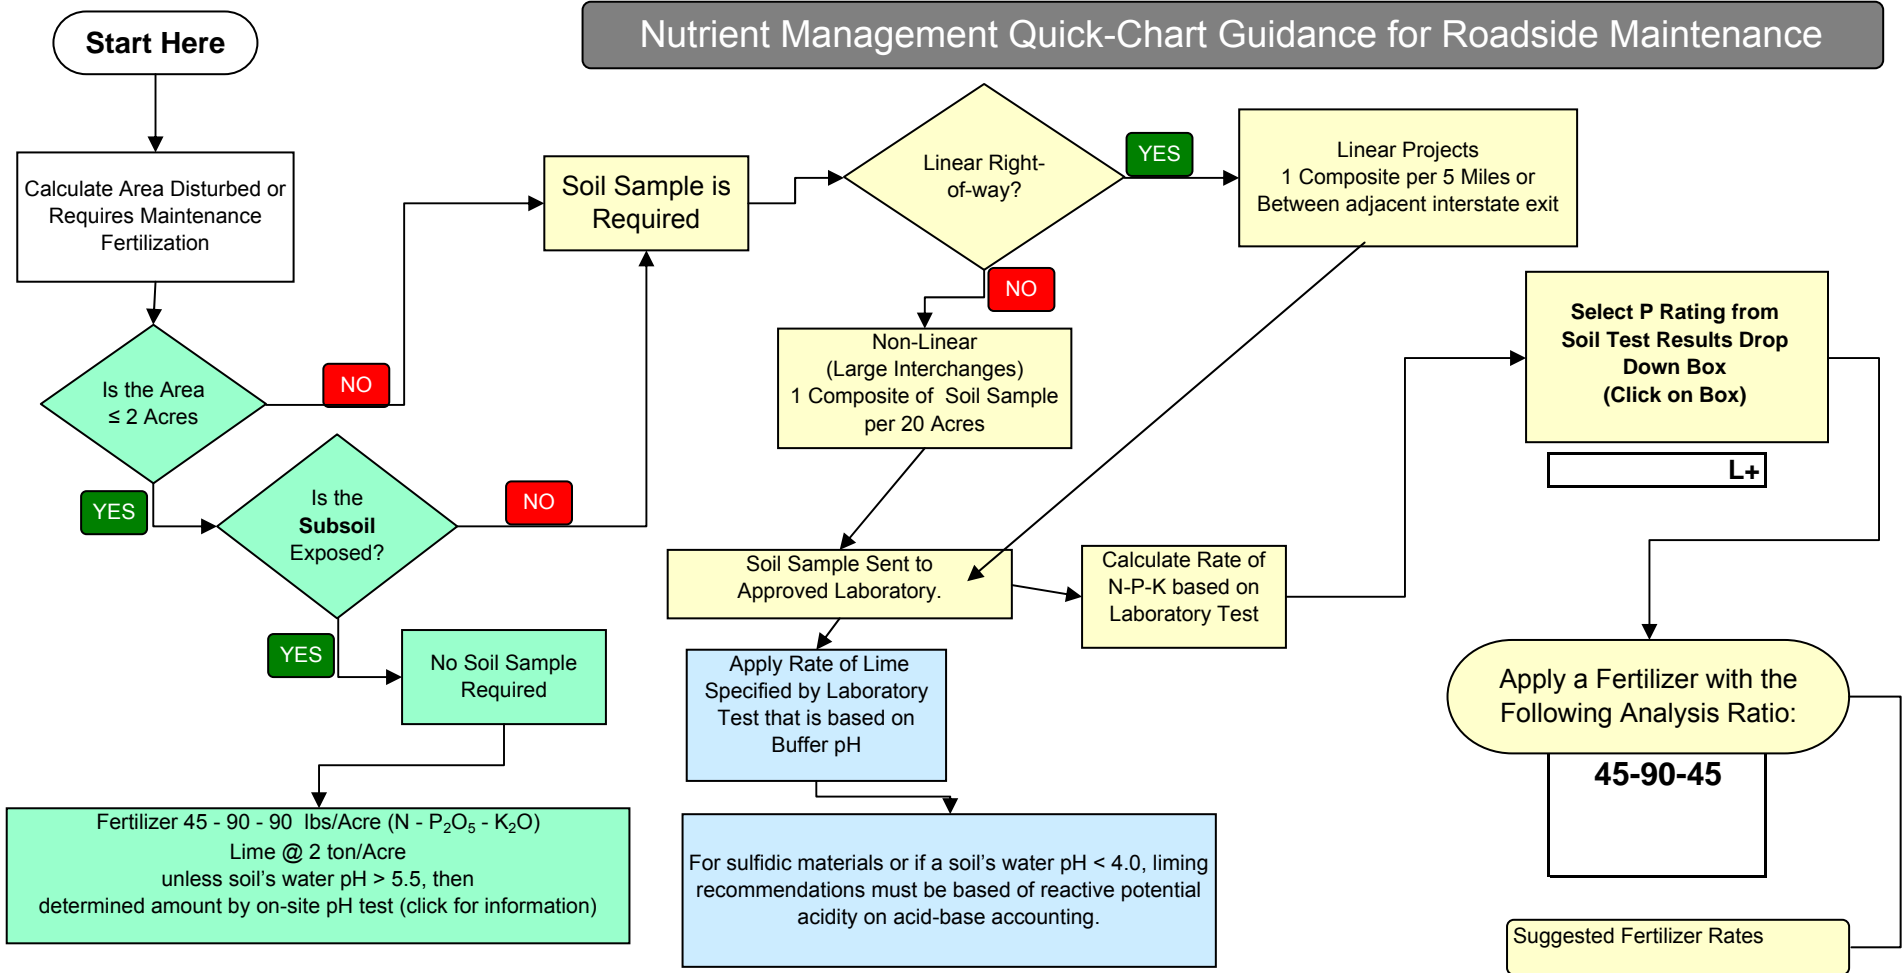 Nutrient Management Quick-Chart Guidance for Roadside Maintenance
Start Here
Calculate Area Disturbed or
Requires Maintenance
Fertilization
Is the Area
≤ 2 Acres
NO
YES
Is the
Subsoil
Exposed?
NO
YES
No Soil Sample
Required
Fertilizer 45 - 90 - 90 lbs/Acre (N - P₂O₅ - K₂O)
Lime @ 2 ton/Acre
unless soil's water pH > 5.5, then
determined amount by on-site pH test (click for information)
Soil Sample is
Required
Linear Right-
of-way?
YES
NO
Linear Projects
1 Composite per 5 Miles or
Between adjacent interstate exit
Non-Linear
(Large Interchanges)
1 Composite of Soil Sample
per 20 Acres
Soil Sample Sent to
Approved Laboratory.
Apply Rate of Lime
Specified by Laboratory
Test that is based on
Buffer pH
For sulfidic materials or if a soil's water pH < 4.0, liming
recommendations must be based of reactive potential
acidity on acid-base accounting.
Calculate Rate of
N-P-K based on
Laboratory Test
Select P Rating from
Soil Test Results Drop
Down Box
(Click on Box)
L+
Apply a Fertilizer with the
Following Analysis Ratio:
45-90-45
Suggested Fertilizer Rates